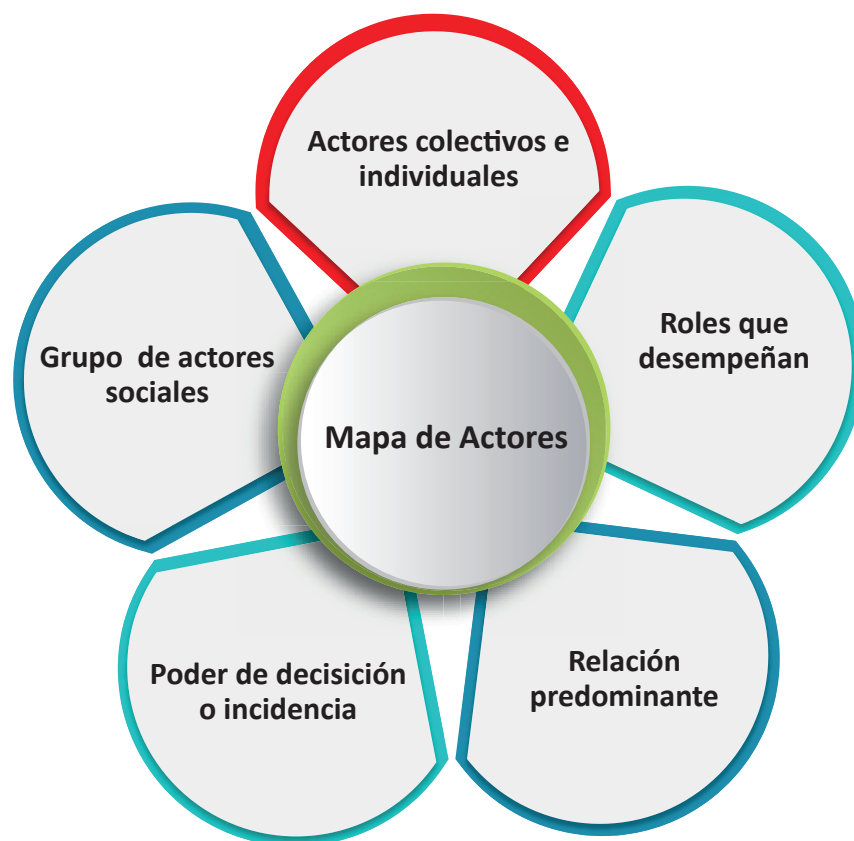 Actores colectivos e
individuales
Roles que
desempeñan
Grupo de actores
sociales
Mapa de Actores
Relación
predominante
Poder de decisición
o incidencia